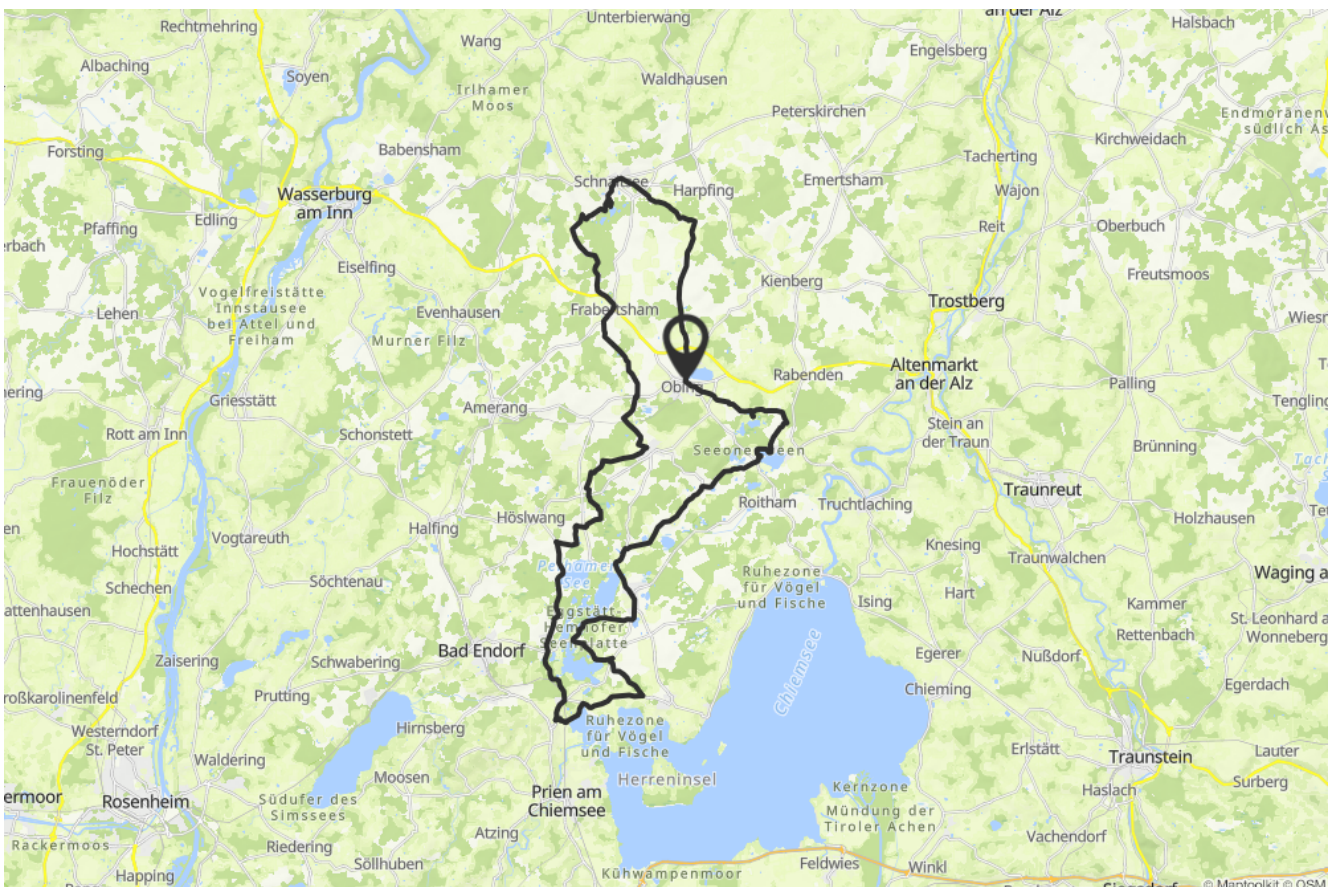 an der Alz
Rechtmehring
Unterbierwang
Halsbach
Wang
Engelsberg
Albaching
Soyen
Waldhausen
Irlhamer
Moos
Peterskirchen
Kirchweidach
Forsting
Babensham
Tacherting
Wasserburg
am Inn
Harpfing
Emertsham
Wajon
Edling
Pfaffing
Reit
Oberbuch
Eiselfing
Freutsmoos
Vogelfreistätte
Innstausee
bei Attel und
Freiham
Kienberg
Trostberg
Lehen
Evenhausen
Murner Filz
Altenmarkt
an der Alz
Rabenden
Palling
Griesstätt
Amerang
Rott am Inn
Schonstett
Stein an
der Traun
Brünning
Frauenöder
Filz
Traunreut
Roitham
Truchtlaching
Höslwang
Halfing
Holzhausen
Vogtareuth
Hochstätt
Knesing
Traunwalchen
Ruhezone
für Vögel
und Fische
Waging a
Schechen
Söchtenau
Hart
Ising
Kammer
attenhausen
St. Leonhard a
Wonneberg
Rettenbach
Bad Endorf
Zaisering
Schwabering
Egerer
Nußdorf
Chiemsee
Egerdach
roßkarolinenfeld
Prutting
Chieming
Westerndorf
St. Peter
Hirnsberg
Ruhezone
für Vögel
und Fische
Waldering
Erlstätt
Traunstein
Lauter
Moosen
Herreninsel
Surberg
ermoor
Rosenheim
Südufer des
Simssees
Prien am
Chiemsee
Kernzone
Mündung der
Tiroler Achen
Haslach
Atzing
Rackermoos
Riedering
Vachendorf
Söllhuben
Feldwies
Winkl
Happing
Kühwampenmoor
© Maptoolkit © OSM